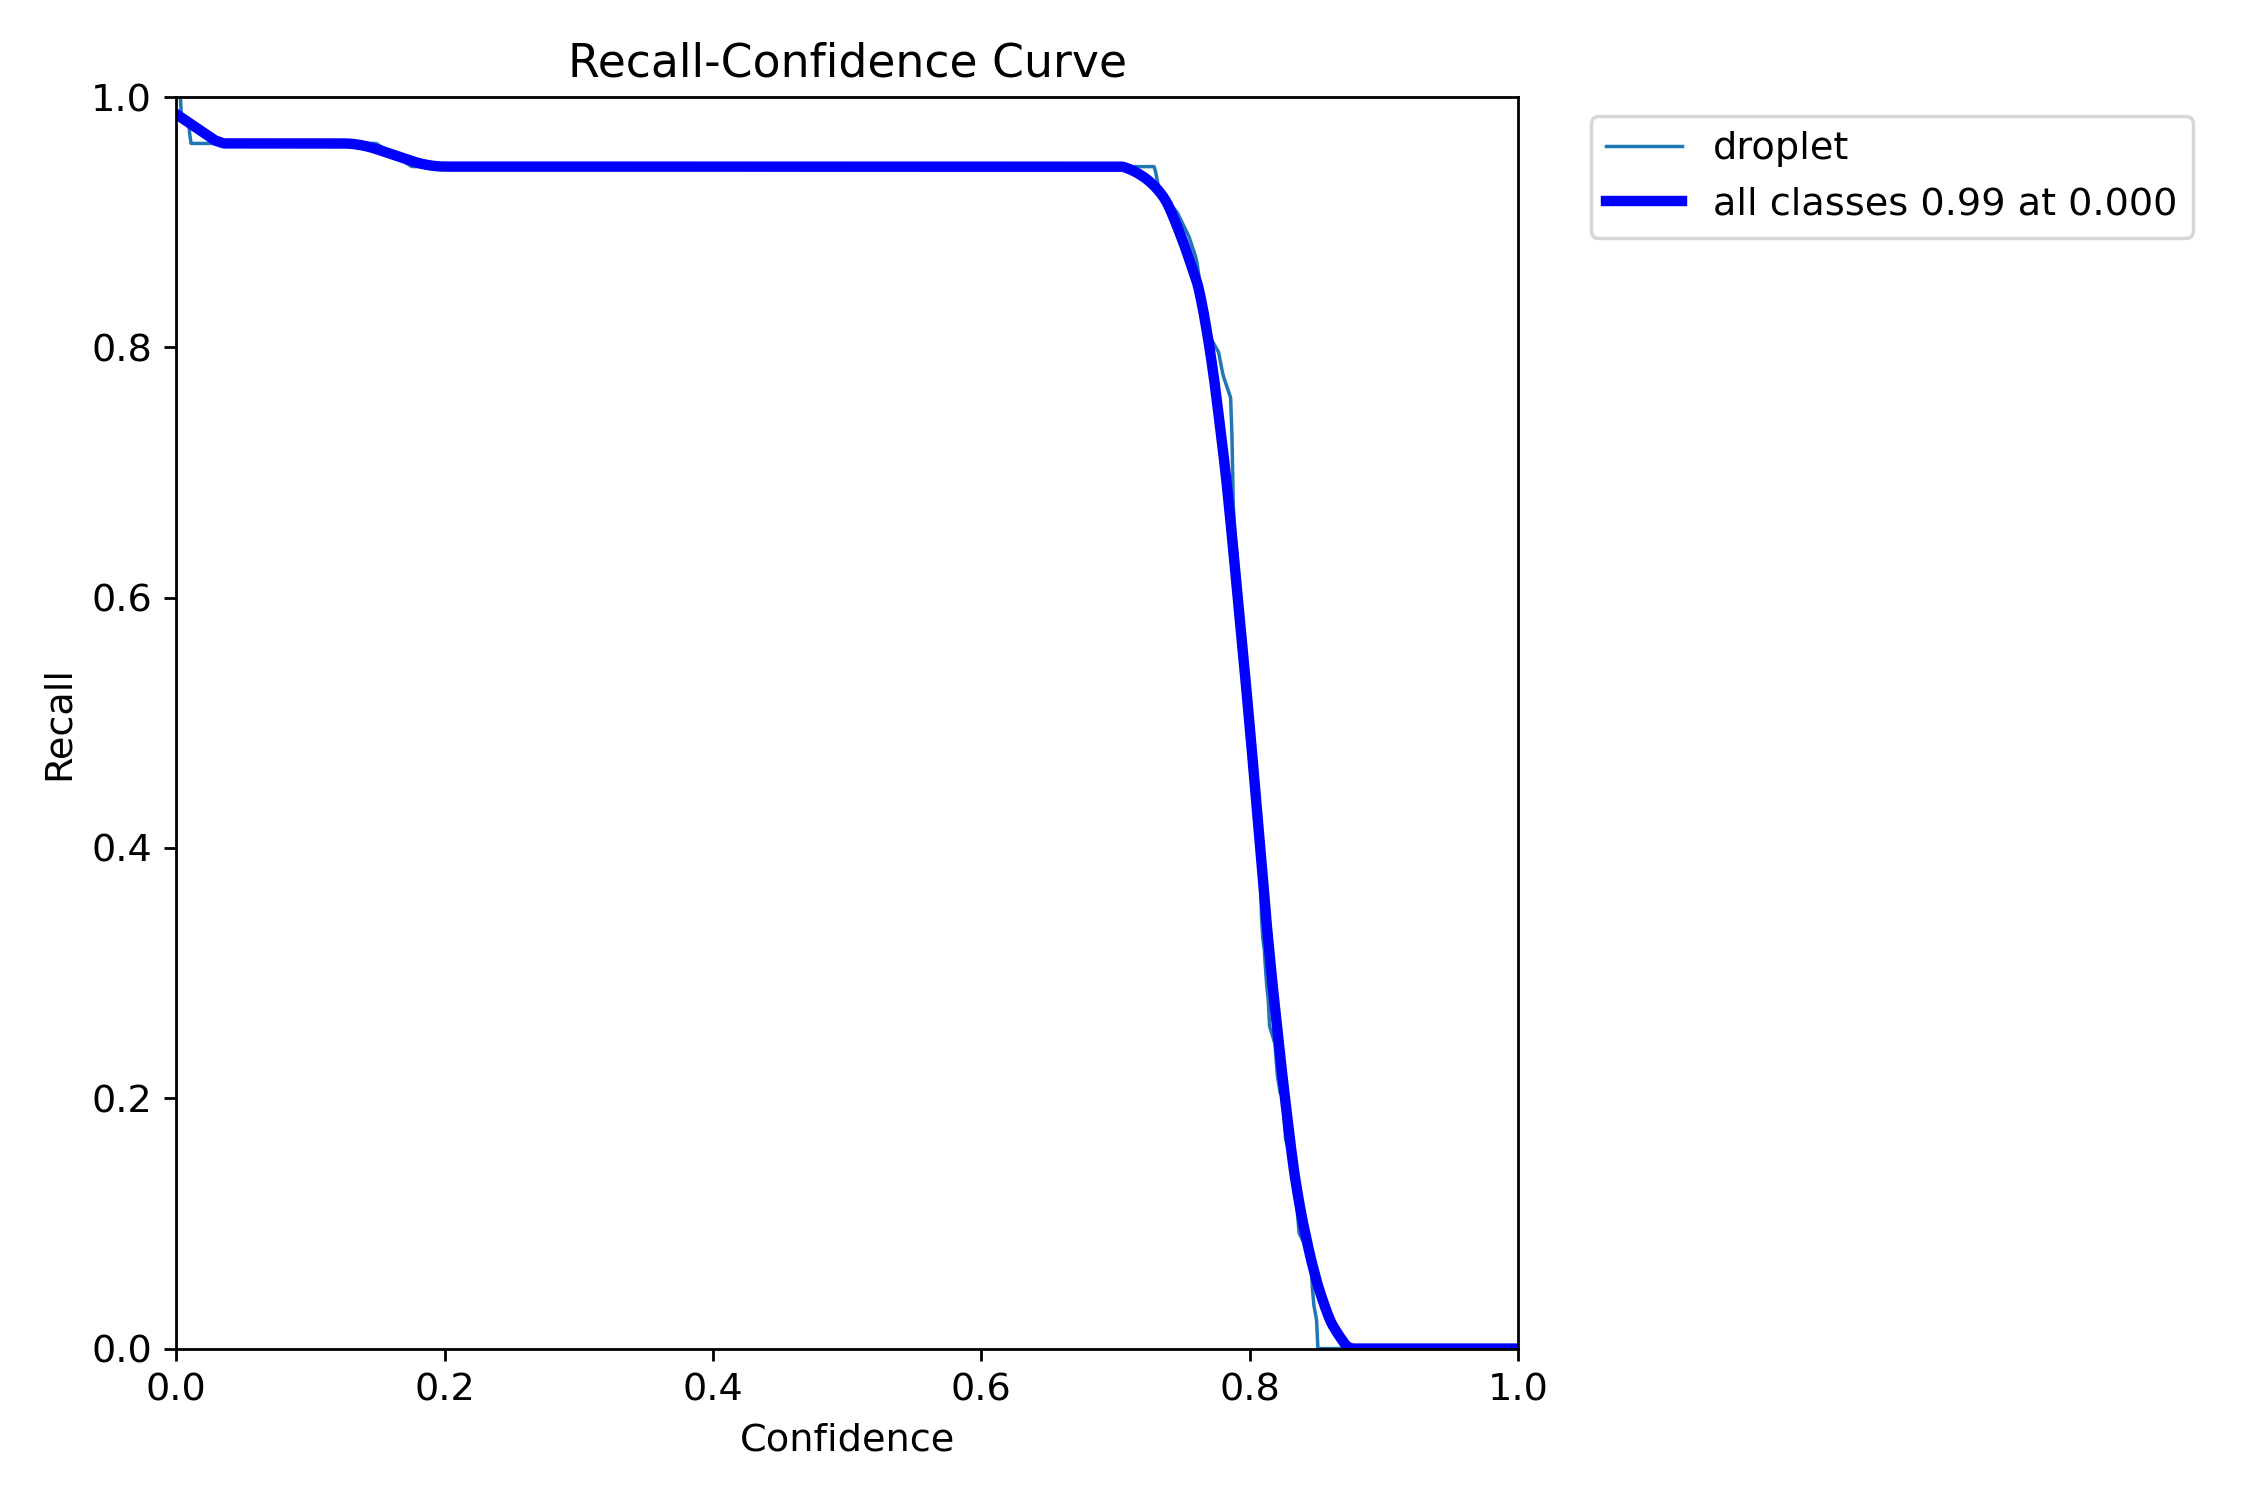 Recall-Confidence Curve
1.0
0.8
0.6
0.4
0.2
0.0
Recall
0.0 0.2 0.4 0.6 0.8 1.0
Confidence
droplet
all classes 0.99 at 0.000